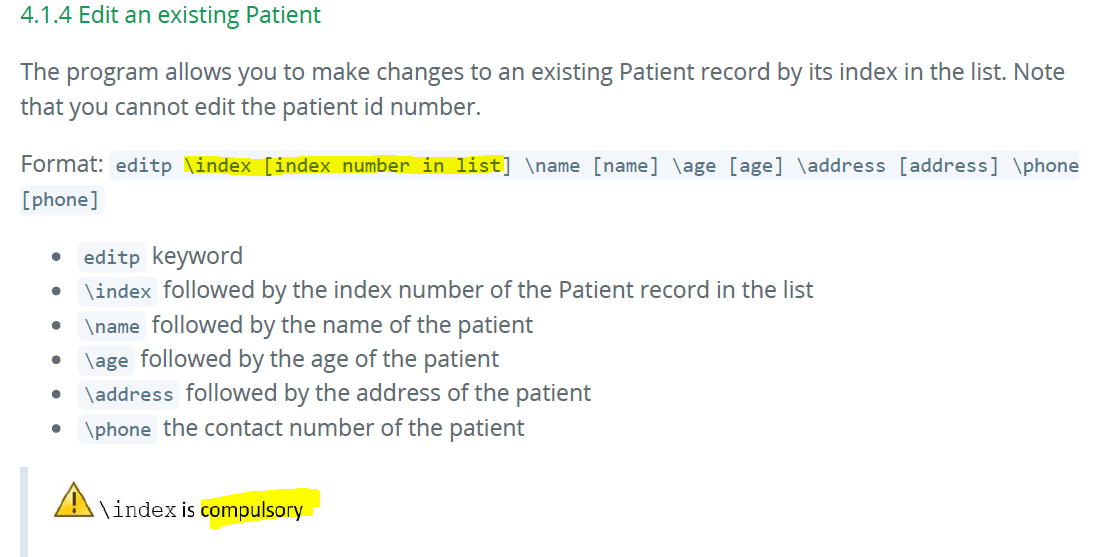 4.1.4 Edit an existing Patient
The program allows you to make changes to an existing Patient record by its index in the list. Note
that you cannot edit the patient id number.
Format: editp \index [index number in list] \name [name] \age [age] \address [address] \phone
[phone]
• editp keyword
• \index followed by the index number of the Patient record in the list
• \name followed by the name of the patient
• \age followed by the age of the patient
• \address followed by the address of the patient
• \phone the contact number of the patient
\index is compulsory